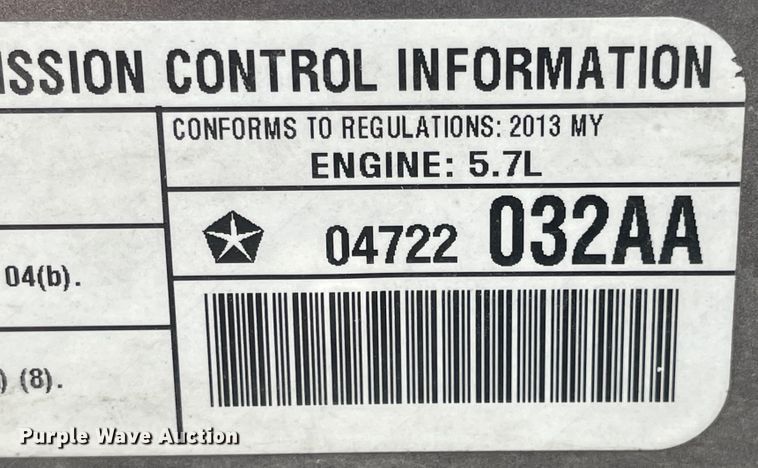 ISSION CONTROL INFORMATION
CONFORMS TO REGULATIONS: 2013 MY
ENGINE: 5.7L
04722 032AA
04(b).
) (8).
Purple Wave Auction